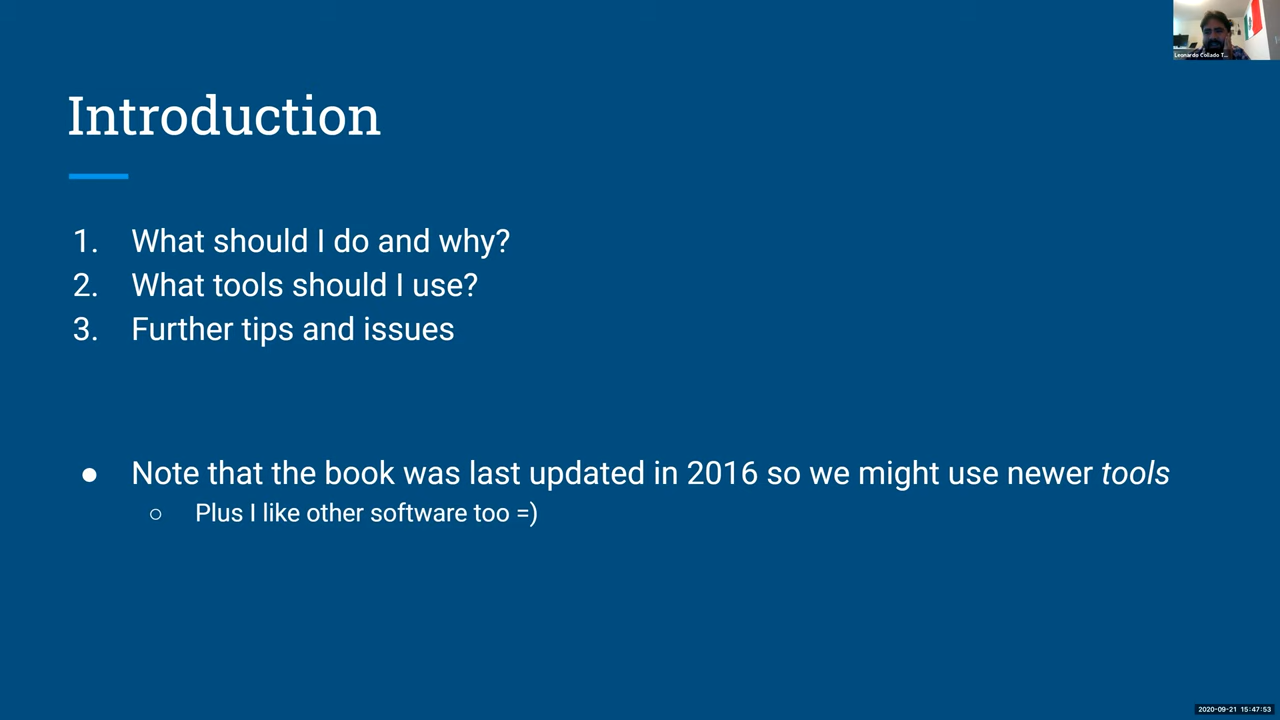 Leonardo Collado T...
Introduction
1. What should I do and why?
2. What tools should I use?
3. Further tips and issues
● Note that the book was last updated in 2016 so we might use newer tools
○ Plus I like other software too =)
2020-09-21 15:47:53